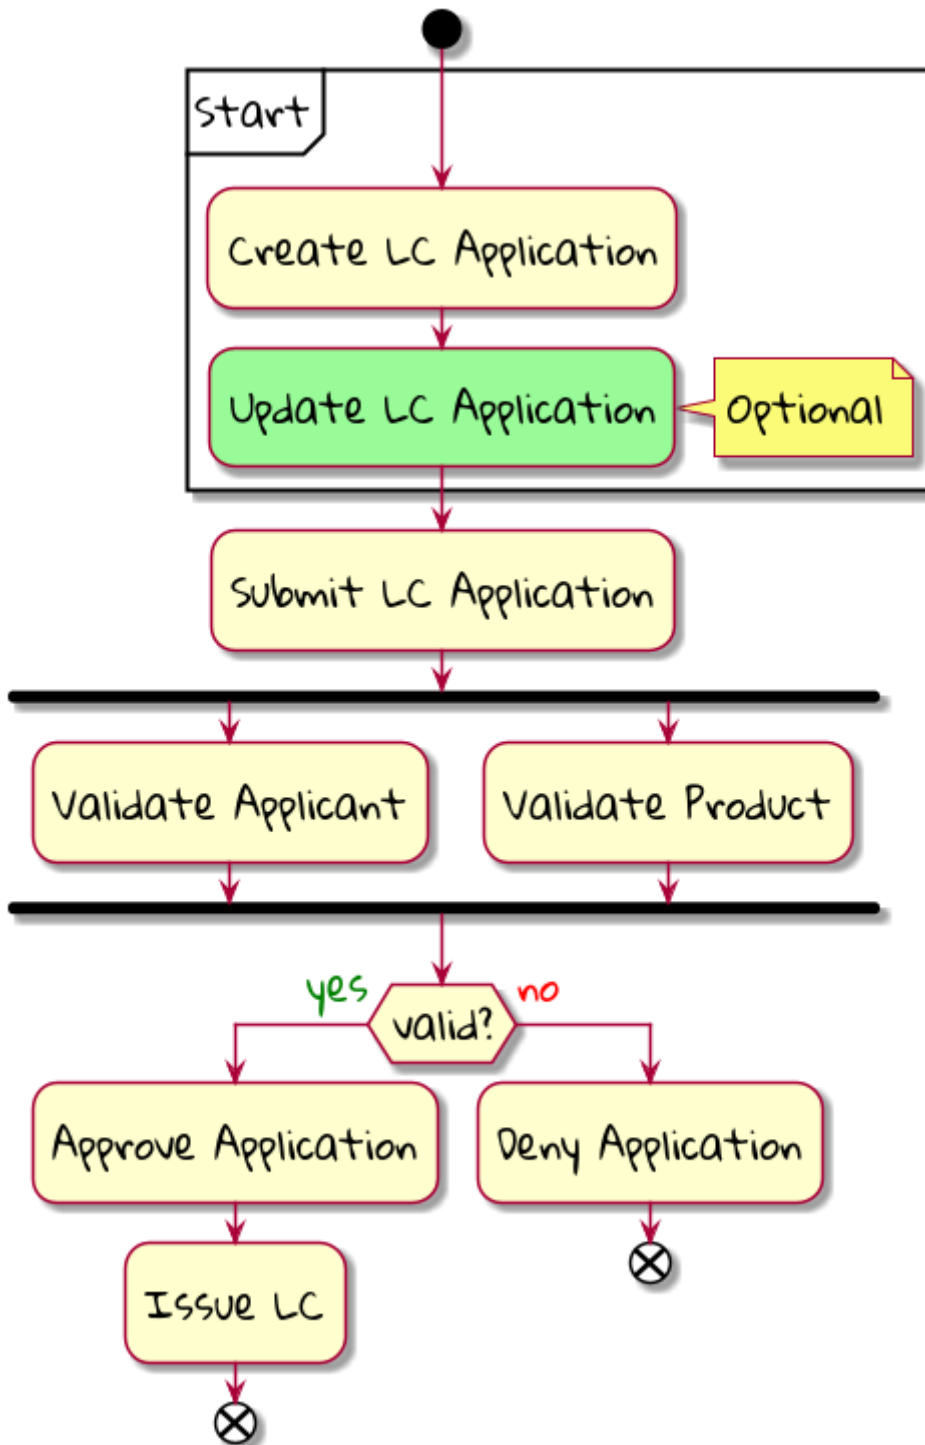 Start
Create LC Application
Update LC Application
Optional
Submit LC Application
Validate Applicant
Validate Product
yes
valid?
no
Approve Application
Deny Application
Issue LC